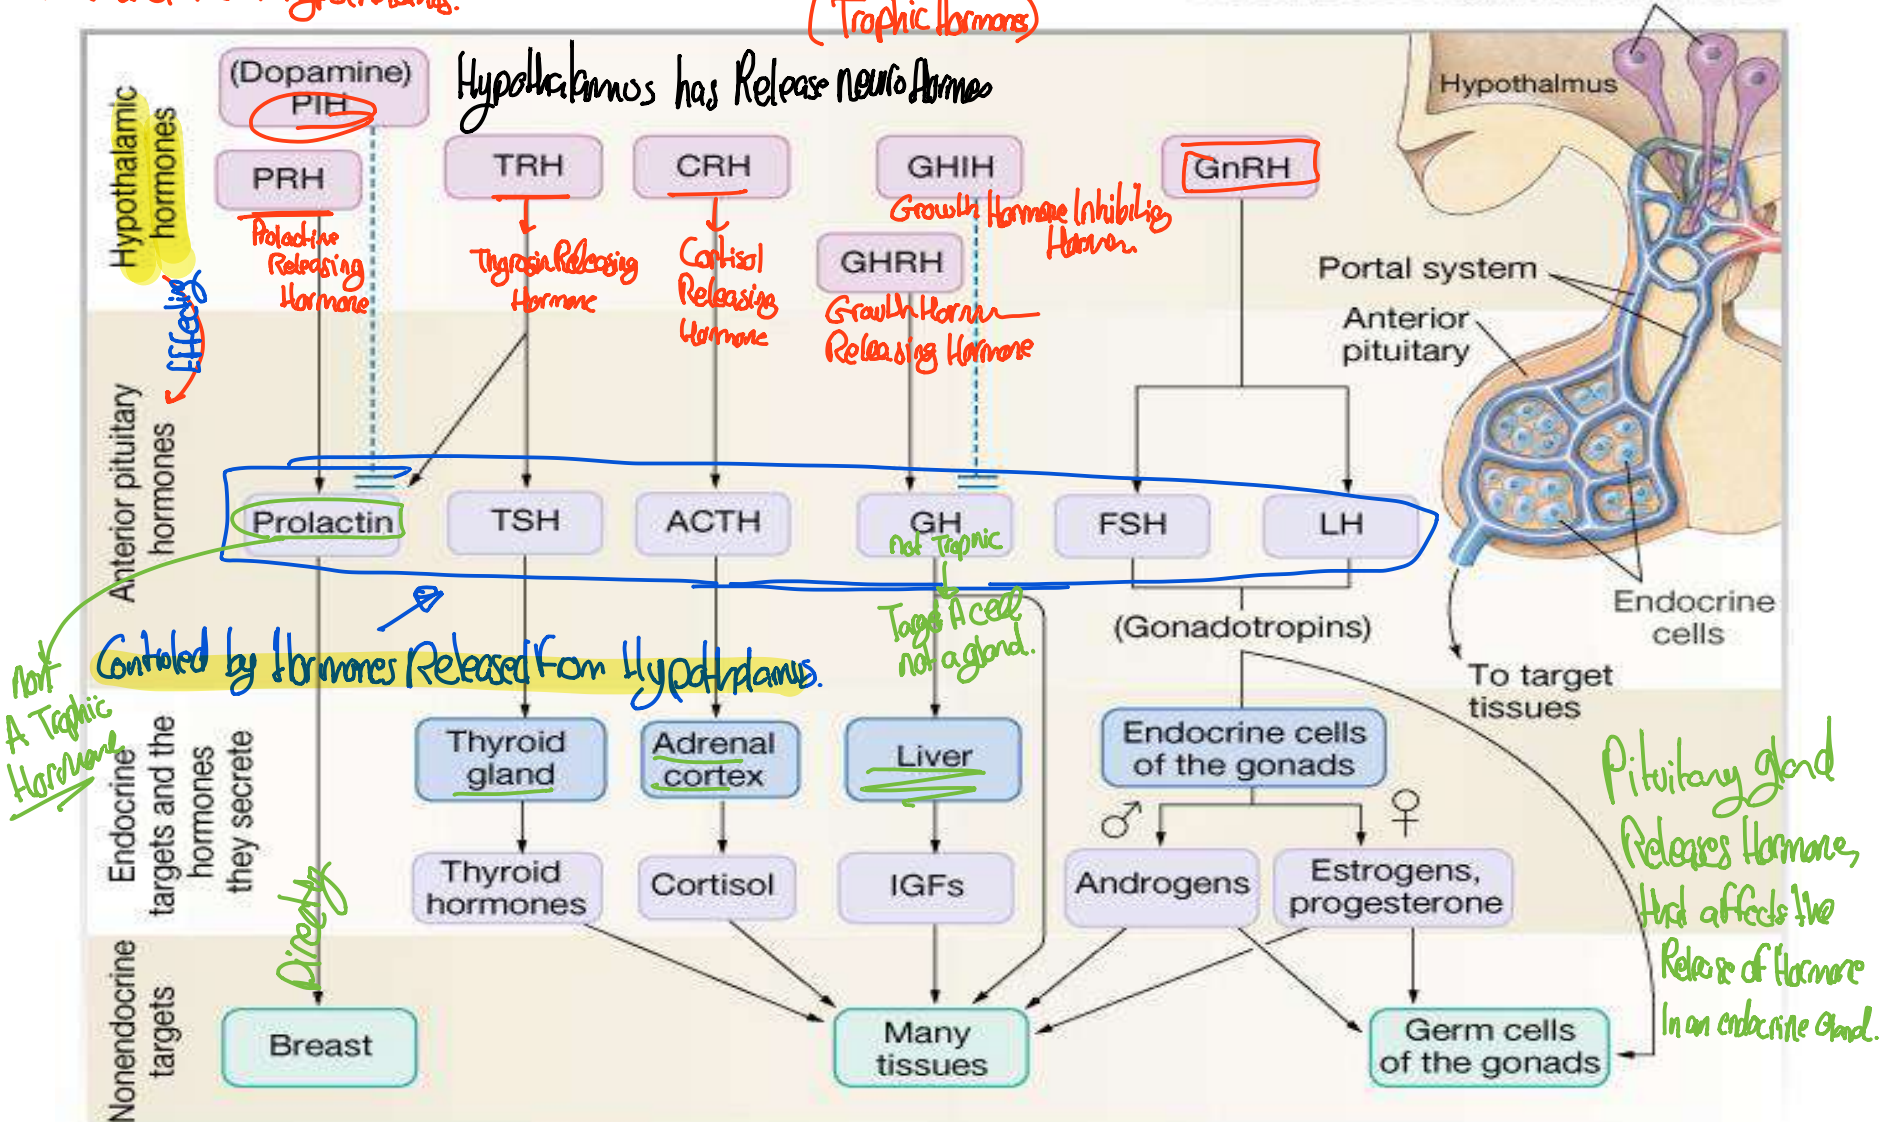 (Trophic Hormones)
(Dopamine)
PIH
Hypothalamus has Release neuro Hormes
Hypothalmus
PRH
TRH
CRH
GHIH
GnRH
Hypothalamic
hormones
Prolactine
Releasing
Hormone
Thyrosin Releasing
Hormone
Cortisol
Releasing
Hormone
Growth Hormone Inhibiting
GHRH
Growth
Releasing Hormone
Effecting
Portal system
Anterior
pituitary
Anterior pituitary
hormones
Prolactin
TSH
ACTH
GH
FSH
LH
not Trophic
Target A cell
not a gland.
(Gonadotropins)
Endocrine
cells
To target
tissues
Controled by Hormones Released From Hypothalamus.
not
A Trophic
Hormone
Endocrine
targets and the
hormones
they secrete
Thyroid
gland
Adrenal
cortex
Liver
Endocrine cells
of the gonads
♂
♀
Thyroid
hormones
Cortisol
IGFs
Androgens
Estrogens,
progesterone
Pituitary gland
Releases Hormone,
that affects the
Release of Hormone
In an endocrine Gland.
Directly
Nonendocrine
targets
Breast
Many
tissues
Germ cells
of the gonads